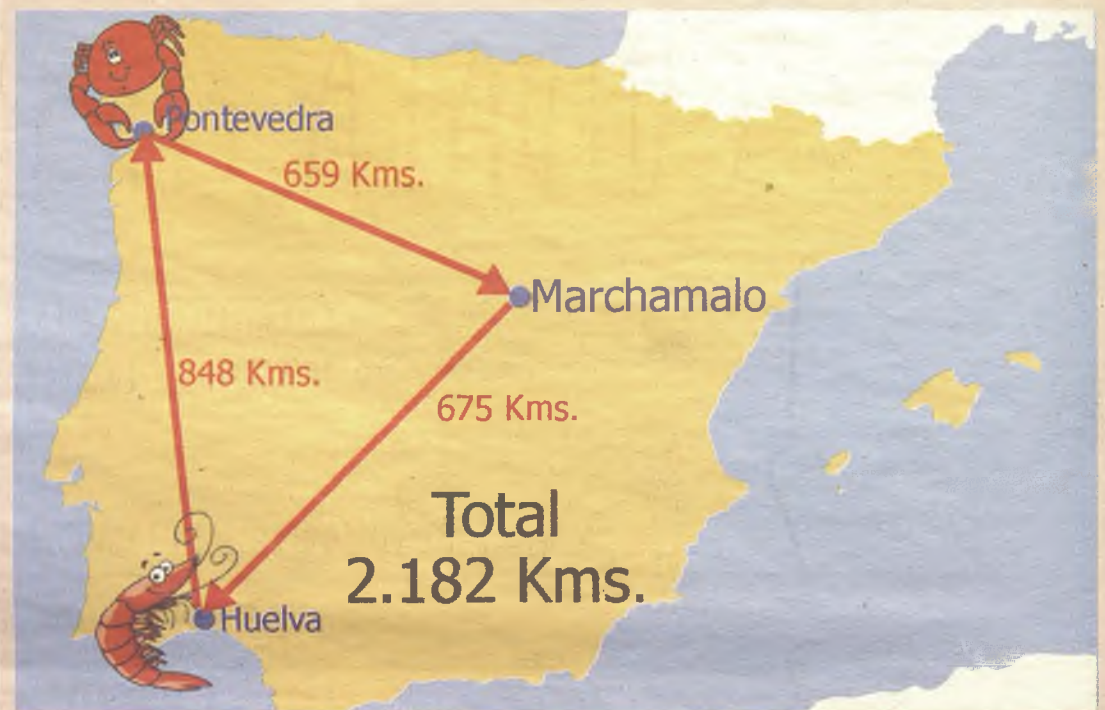 Pontevedra
659 Kms.
Marchamalo
848 Kms.
675 Kms.
Total
2.182 Kms.
Huelva